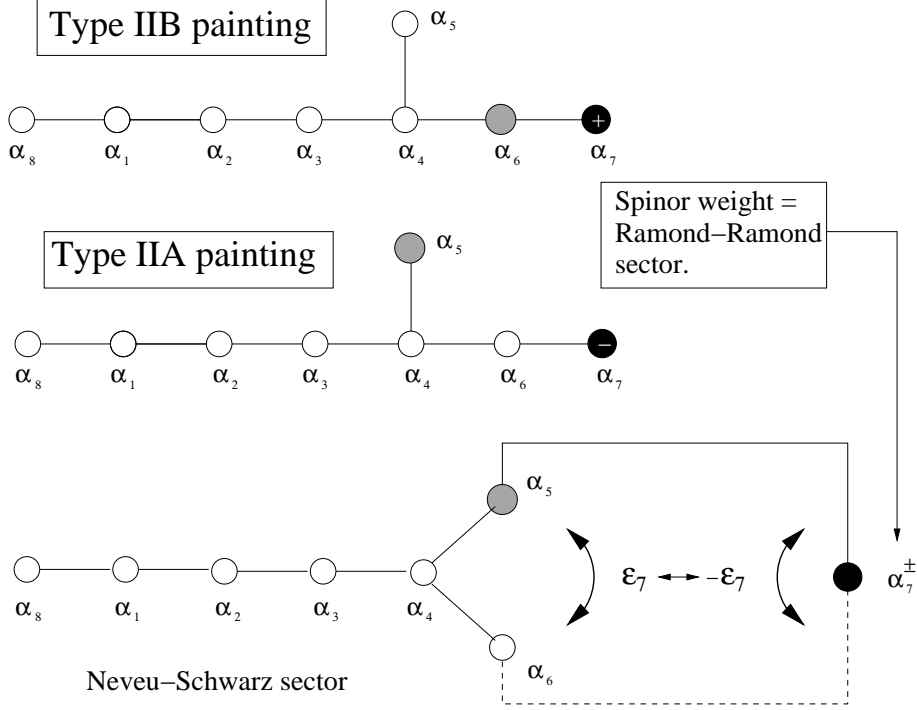 Type IIB painting
α₅
+
α₈ α₁ α₂ α₃ α₄ α₆ α₇
Spinor weight =
Ramond−Ramond
sector.
Type IIA painting
α₅
−
α₈ α₁ α₂ α₃ α₄ α₆ α₇
α₅
ε₇ ↔ −ε₇
α₇±
α₈ α₁ α₂ α₃ α₄
α₆
Neveu−Schwarz sector